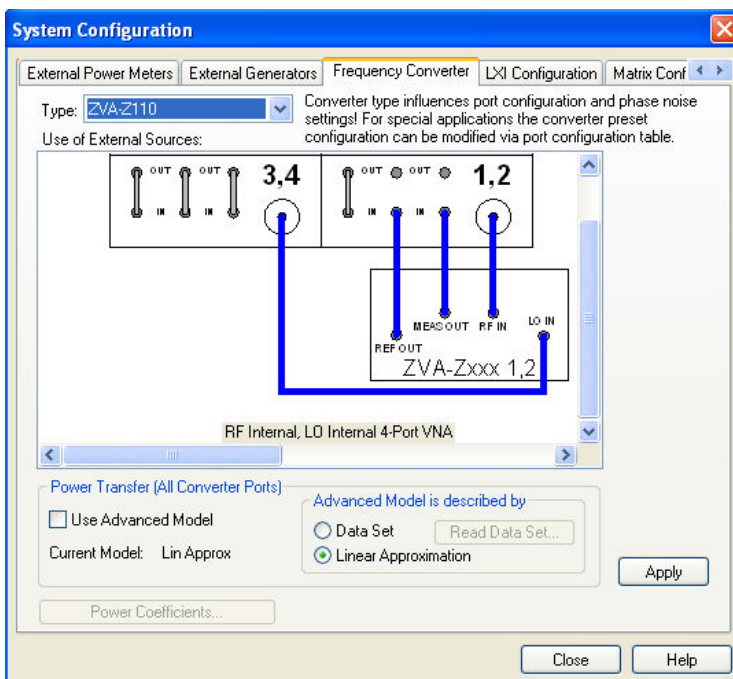 System Configuration
External Power Meters
External Generators
Frequency Converter
LXI Configuration
Matrix Conf
Type: ZVA-Z110
Converter type influences port configuration and phase noise
settings! For special applications the converter preset
configuration can be modified via port configuration table.
Use of External Sources:
OUT OUT 3,4 OUT OUT 1,2
IN IN IN IN
MEAS OUT RF IN LO IN
REF OUT
ZVA-Zxxx 1,2
RF Internal, LO Internal 4-Port VNA
Power Transfer (All Converter Ports)
Use Advanced Model
Current Model: Lin Approx
Advanced Model is described by
Data Set Read Data Set...
Linear Approximation
Apply
Power Coefficients...
Close Help